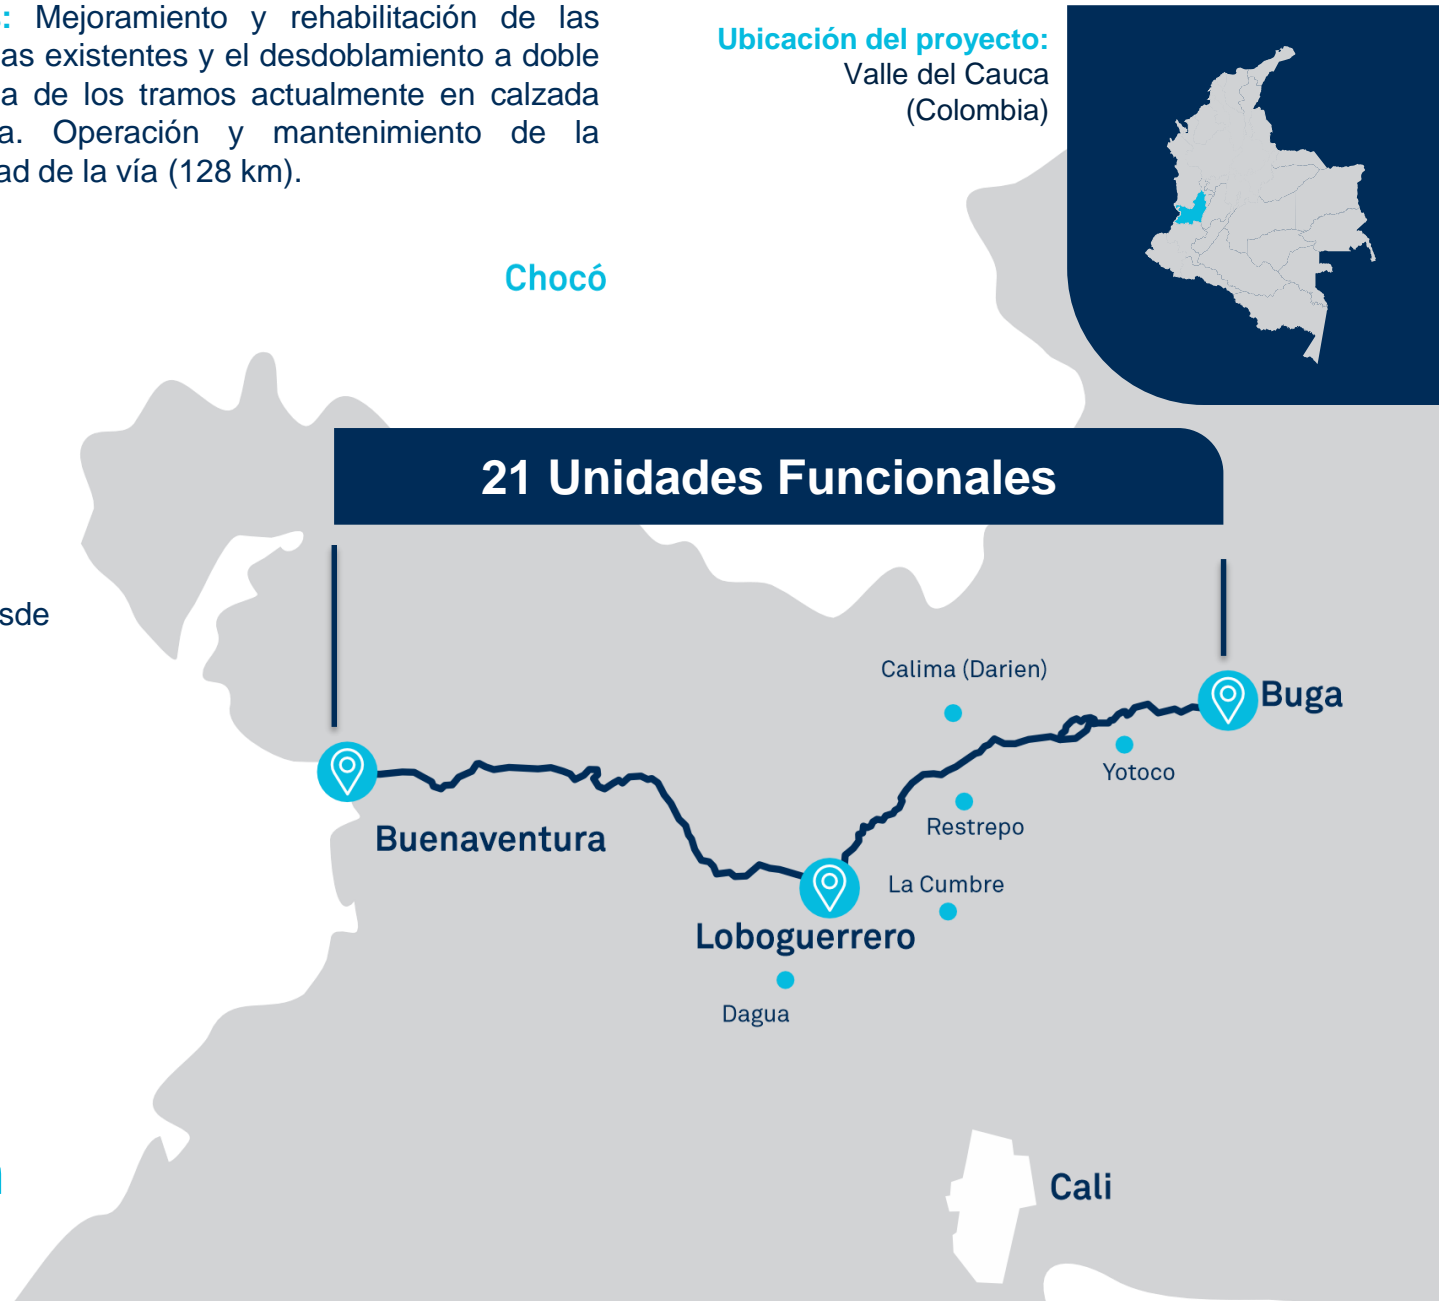 : Mejoramiento y rehabilitación de las
as existentes y el desdoblamiento a doble
a de los tramos actualmente en calzada
a. Operación y mantenimiento de la
ad de la vía (128 km).
Ubicación del proyecto:
Valle del Cauca
(Colombia)
Chocó
21 Unidades Funcionales
sde
Calima (Darien)
Buga
Yotoco
Buenaventura
Restrepo
La Cumbre
Loboguerrero
Dagua
Cali